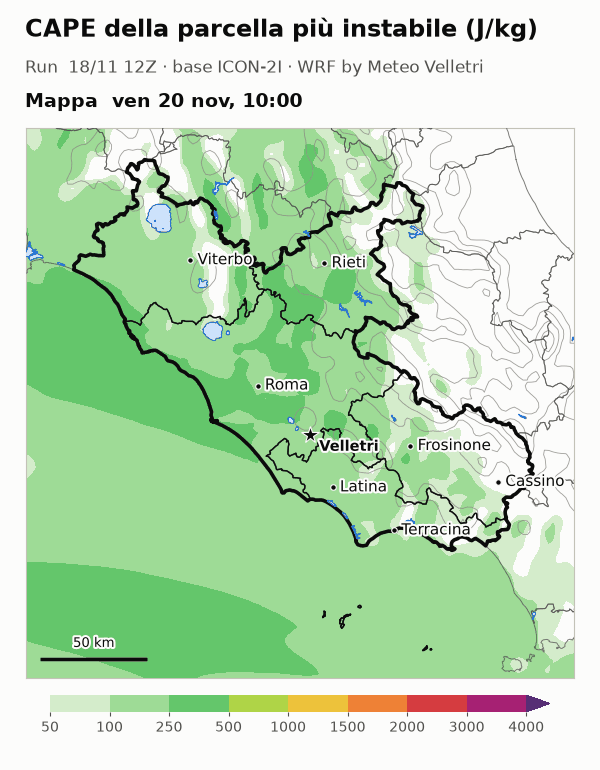 CAPE della parcella più instabile (J/kg)
Run  18/11 12Z · base ICON-2I · WRF by Meteo Velletri
Mappa  ven 20 nov, 10:00
Viterbo
Rieti
Roma
Velletri
Frosinone
Cassino
Latina
Terracina
50 km
50 100 250 500 1000 1500 2000 3000 4000